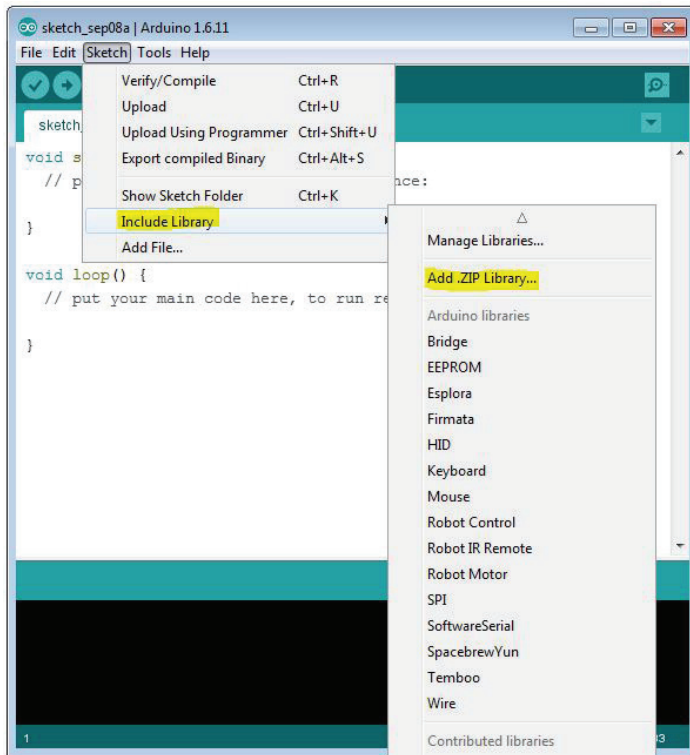 sketch_sep08a | Arduino 1.6.11
File Edit Sketch Tools Help
Verify/Compile Ctrl+R
Upload Ctrl+U
Upload Using Programmer Ctrl+Shift+U
Export compiled Binary Ctrl+Alt+S
Show Sketch Folder Ctrl+K
Include Library
Add File...
sketch_
void s
// p nce:
}
void loop() {
// put your main code here, to run re
}
Manage Libraries...
Add .ZIP Library...
Arduino libraries
Bridge
EEPROM
Esplora
Firmata
HID
Keyboard
Mouse
Robot Control
Robot IR Remote
Robot Motor
SPI
SoftwareSerial
SpacebrewYun
Temboo
Wire
Contributed libraries
1